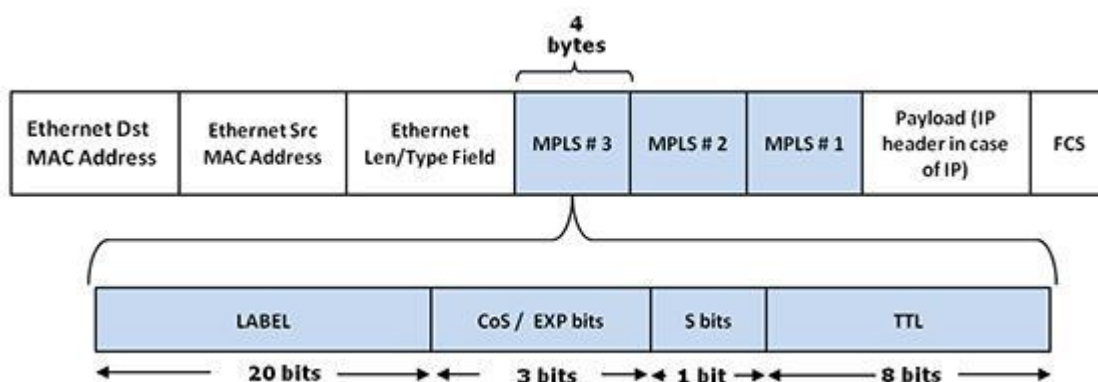 4
bytes
Ethernet Dst
MAC Address
Ethernet Src
MAC Address
Ethernet
Len/Type Field
MPLS # 3
MPLS # 2
MPLS # 1
Payload (IP
header in case
of IP)
FCS
LABEL
CoS / EXP bits
S bits
TTL
20 bits
3 bits
1 bit
8 bits